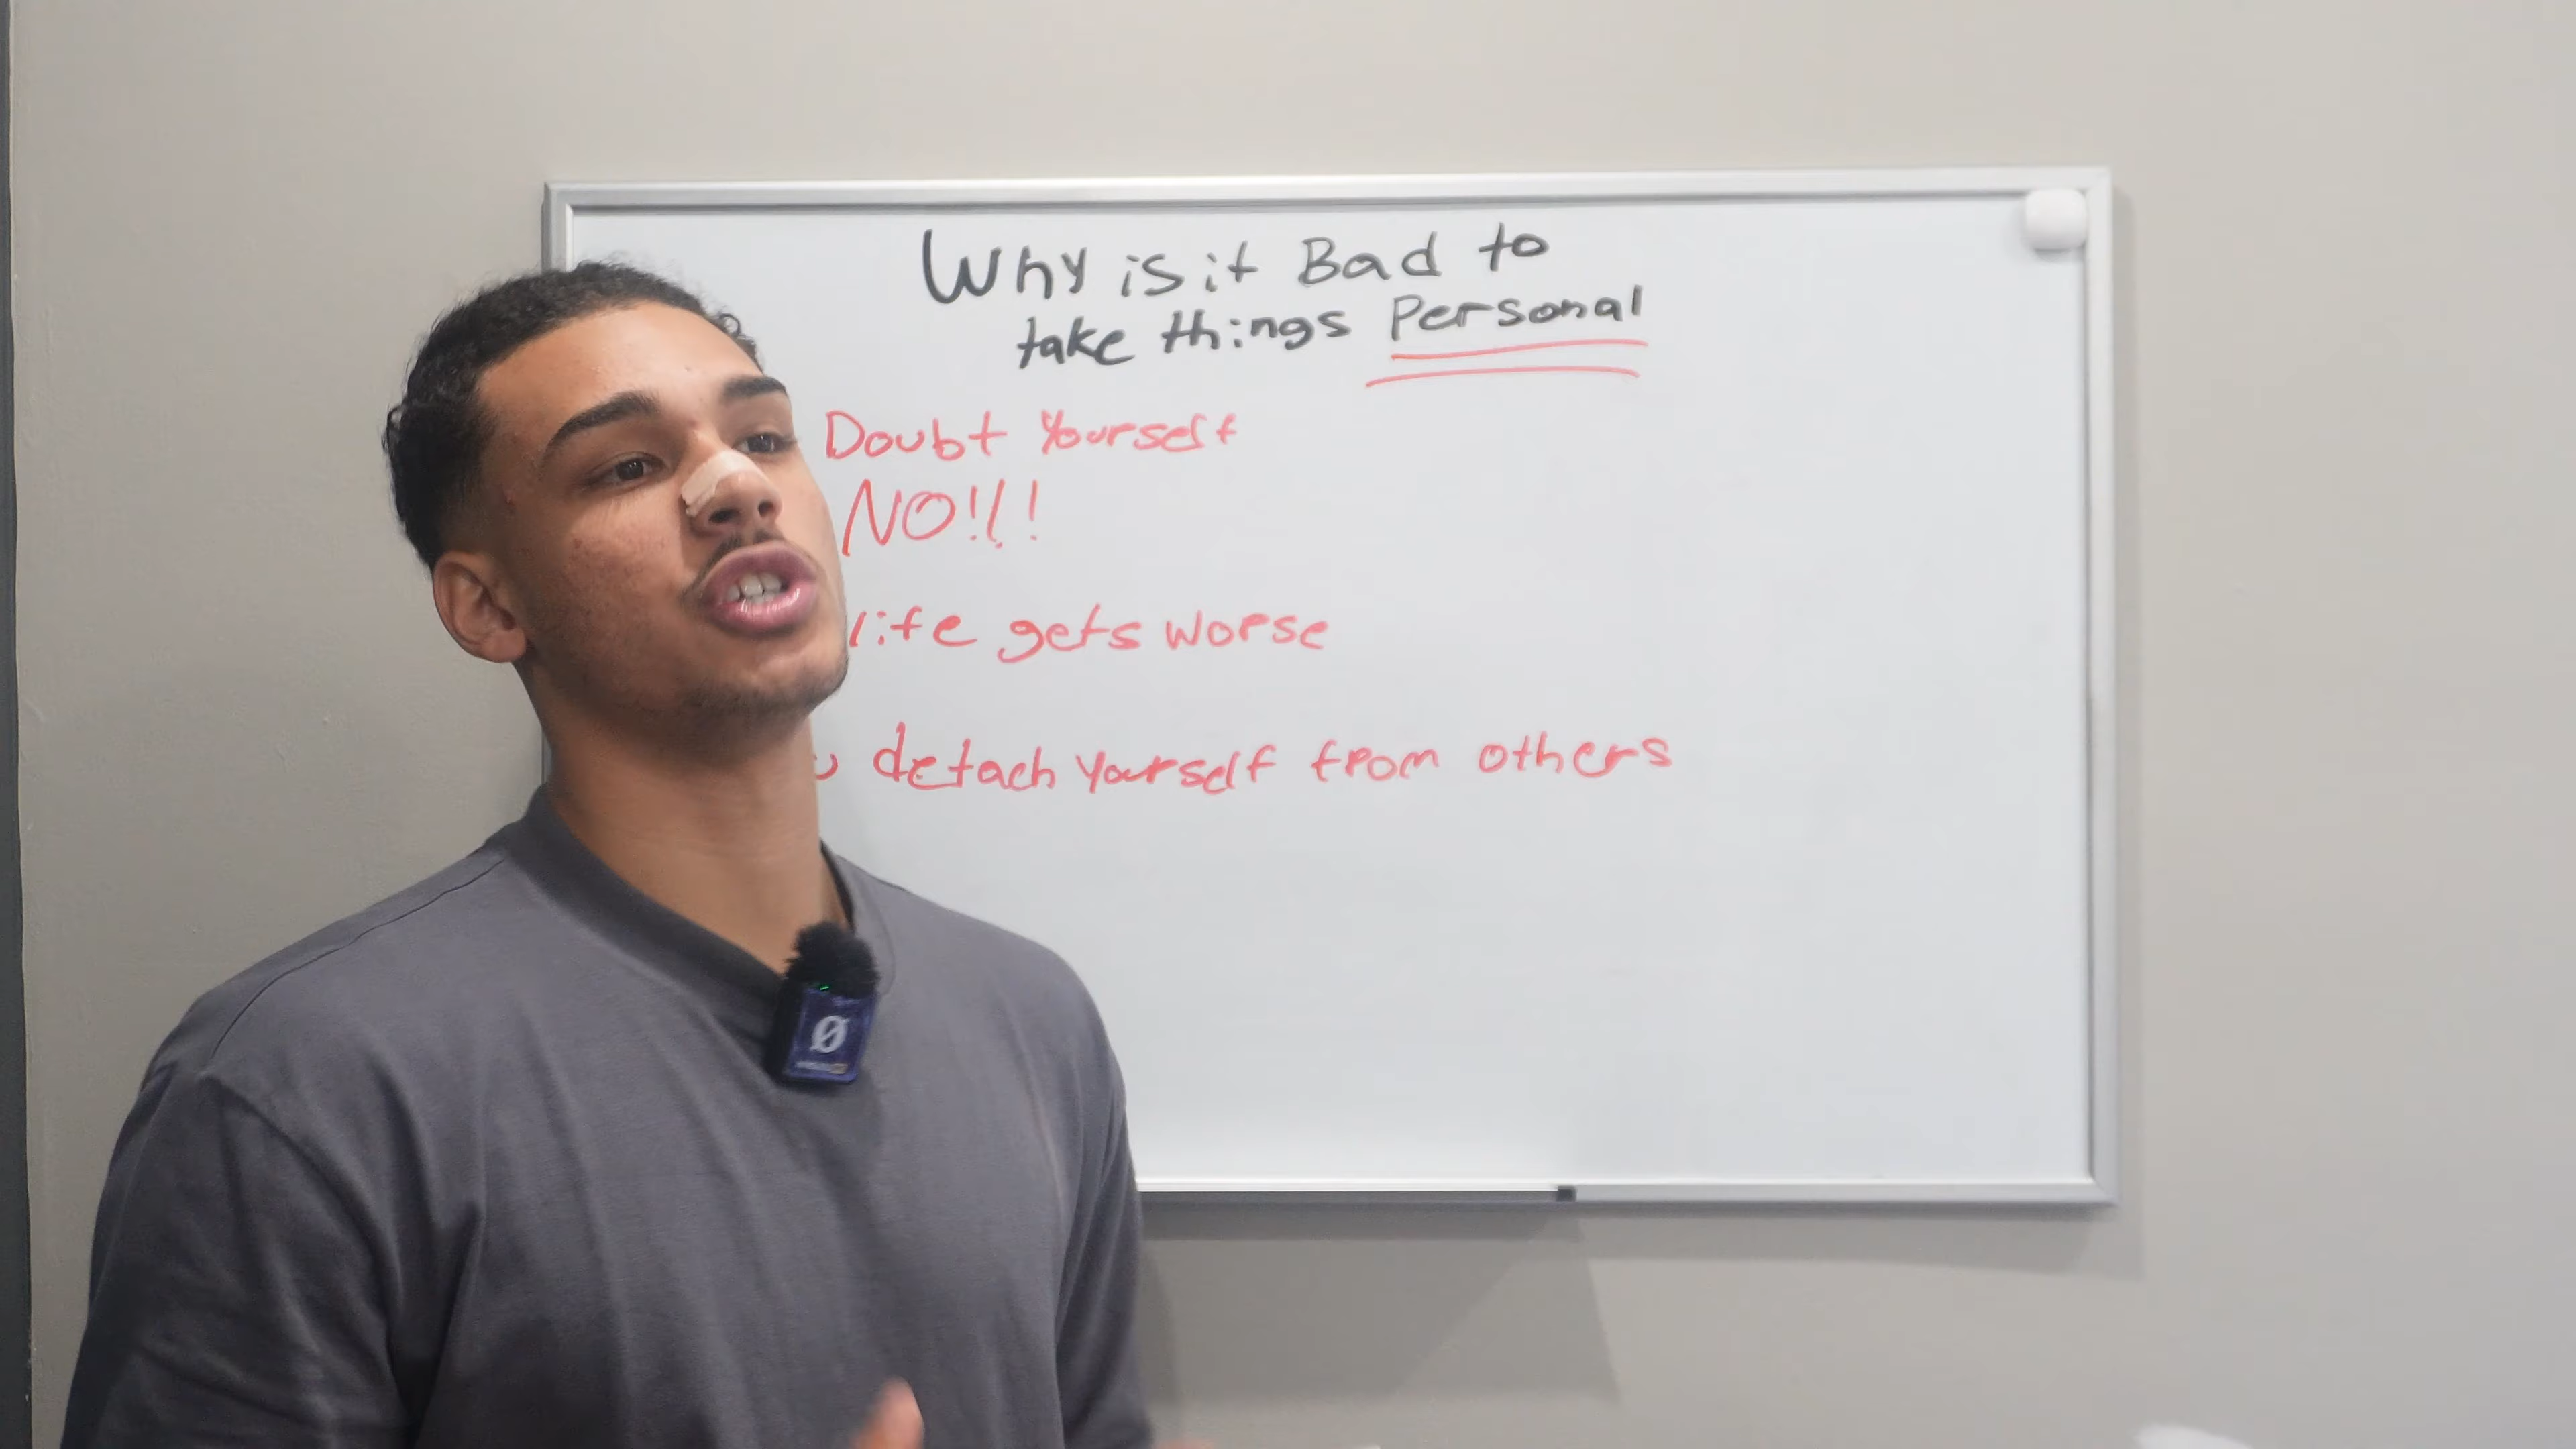 Why is it Bad to
take things Personal
Doubt Yourself
NO!!!
life gets worse
detach yourself from others